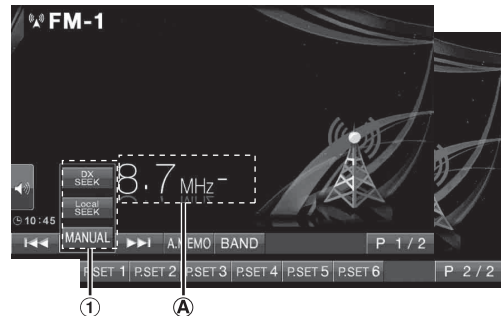 FM-1
DX
SEEK
8.7 MHz-
Local
SEEK
10:45
MANUAL A.MEMO BAND P 1/2
P.SET 1 P.SET 2 P.SET 3 P.SET 4 P.SET 5 P.SET 6 P 2/2
① Ⓐ